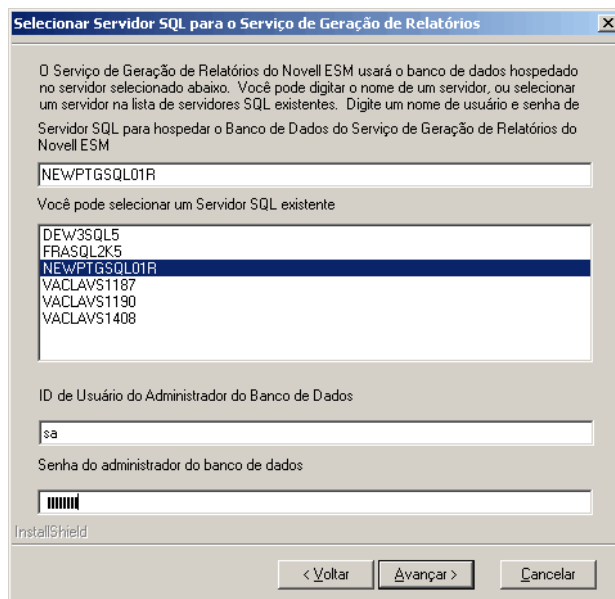 Selecionar Servidor SQL para o Serviço de Geração de Relatórios
O Serviço de Geração de Relatórios do Novell ESM usará o banco de dados hospedado
no servidor selecionado abaixo. Você pode digitar o nome de um servidor, ou selecionar
um servidor na lista de servidores SQL existentes. Digite um nome de usuário e senha de
Servidor SQL para hospedar o Banco de Dados do Serviço de Geração de Relatórios do
Novell ESM
NEWPTGSQL01R
Você pode selecionar um Servidor SQL existente
DEW3SQL5
FRASQL2K5
NEWPTGSQL01R
VACLAVS1187
VACLAVS1190
VACLAVS1408
ID de Usuário do Administrador do Banco de Dados
sa
Senha do administrador do banco de dados
InstallShield
< Voltar
Avançar >
Cancelar